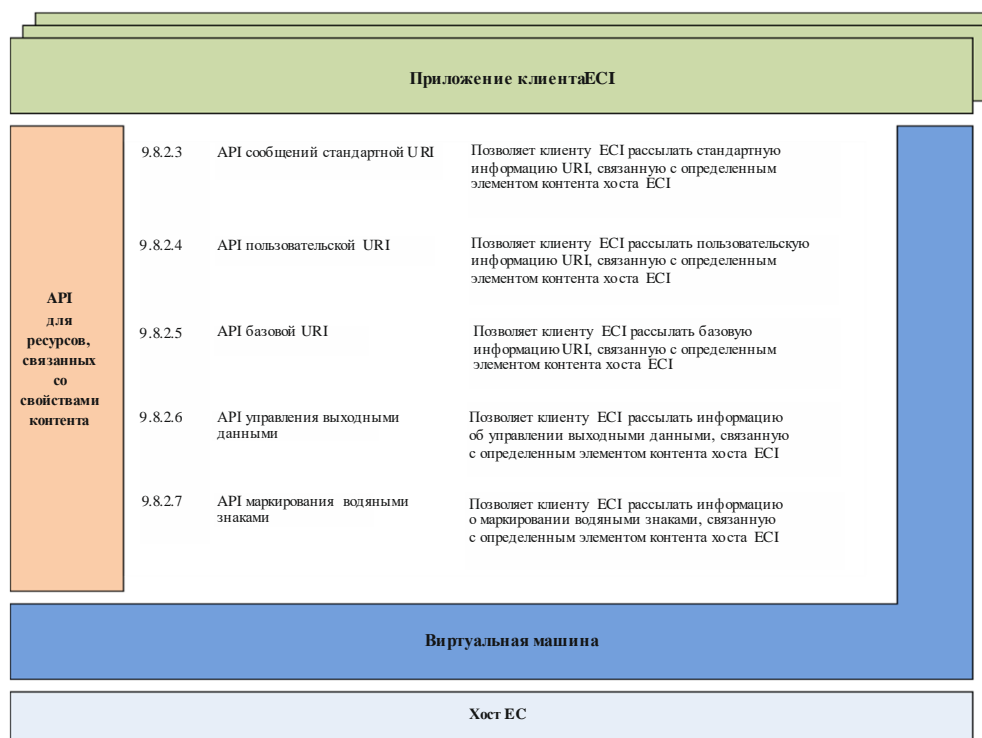 Приложение клиентаECI
API
для
ресурсов,
связанных
со
свойствами
контента
9.8.2.3 API сообщений стандартной URI
Позволяет клиенту ECI рассылать стандартную
информацию URI, связанную с определенным
элементом контента хоста ECI
9.8.2.4 API пользовательской URI
Позволяет клиенту ECI рассылать пользовательскую
информацию URI, связанную с определенным
элементом контента хоста ECI
9.8.2.5 API базовой URI
Позволяет клиенту ECI рассылать базовую
информацию URI, связанную с определенным
элементом контента хоста ECI
9.8.2.6 API управления выходными
данными
Позволяет клиенту ECI рассылать информацию
об управлении выходными данными, связанную
с определенным элементом контента хоста ECI
9.8.2.7 API маркирования водяными
знаками
Позволяет клиенту ECI рассылать информацию
о маркировании водяными знаками, связанную
с определенным элементом контента хоста ECI
Виртуальная машина
Хост EC